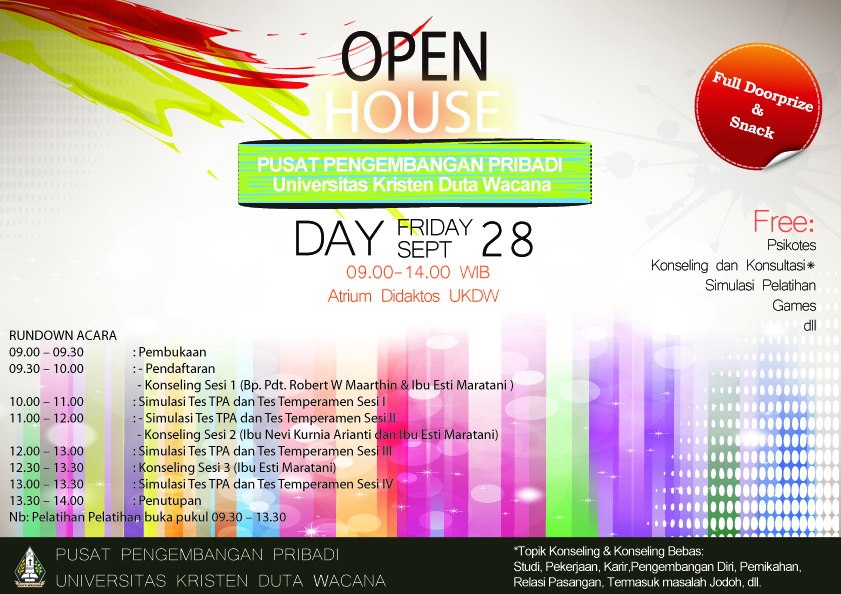 OPEN
HOUSE
PUSAT PENGEMBANGAN PRIBADI
Universitas Kristen Duta Wacana
DAY FRIDAY SEPT 28
09.00-14.00 WIB
Atrium Didaktos UKDW
Full Doorprize
&
Snack
Free:
Psikotes
Konseling dan Konsultasi*
Simulasi Pelatihan
Games
dll
RUNDOWN ACARA
09.00 – 09.30 : Pembukaan
09.30 – 10.00 : - Pendaftaran
- Konseling Sesi 1 (Bp. Pdt. Robert W Maarthin & Ibu Esti Maratani )
10.00 – 11.00 : Simulasi Tes TPA dan Tes Temperamen Sesi I
11.00 – 12.00 : - Simulasi Tes TPA dan Tes Temperamen Sesi II
- Konseling Sesi 2 (Ibu Nevi Kurnia Arianti dan Ibu Esti Maratani)
12.00 – 13.00 : Simulasi Tes TPA dan Tes Temperamen Sesi III
12.30 – 13.30 : Konseling Sesi 3 (Ibu Esti Maratani)
13.00 – 13.30 : Simulasi Tes TPA dan Tes Temperamen Sesi IV
13.30 – 14.00 : Penutupan
Nb: Pelatihan Pelatihan buka pukul 09.30 – 13.30
PUSAT PENGEMBANGAN PRIBADI
UNIVERSITAS KRISTEN DUTA WACANA
*Topik Konseling & Konseling Bebas:
Studi, Pekerjaan, Karir,Pengembangan Diri, Pernikahan,
Relasi Pasangan, Termasuk masalah Jodoh, dll.